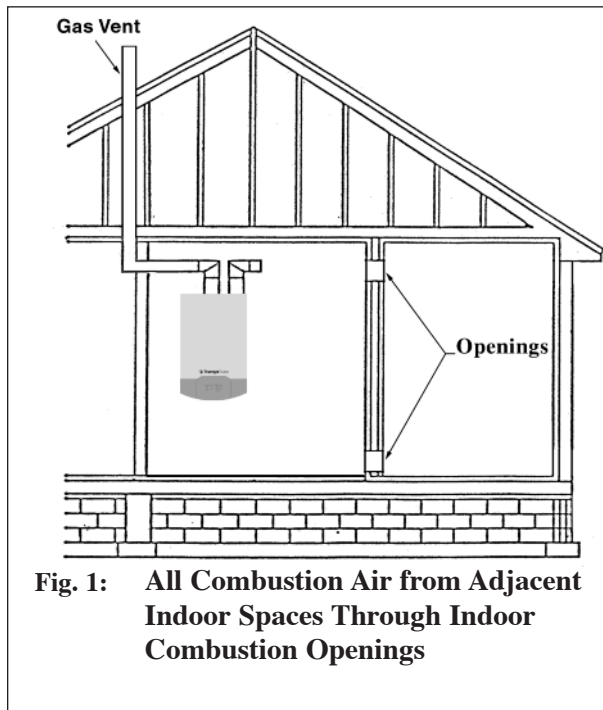 Gas Vent
Openings
Fig. 1: All Combustion Air from Adjacent
Indoor Spaces Through Indoor
Combustion Openings